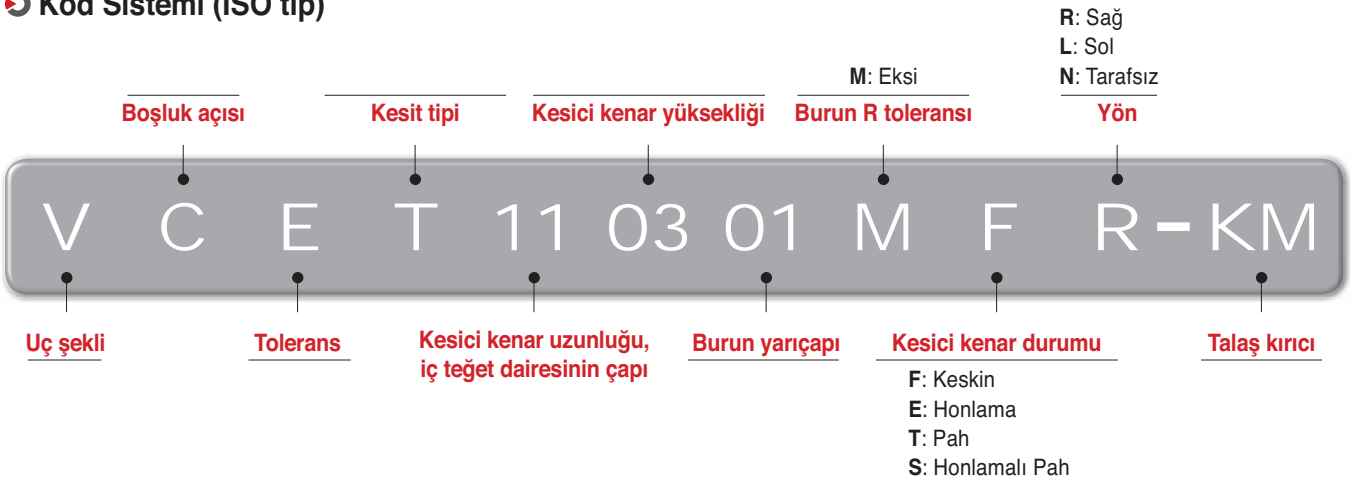 Kod Sistemi (ISO tip)
R: Sağ
L: Sol
M: Eksi
N: Tarafsız
Boşluk açısı
Kesit tipi
Kesici kenar yüksekliği
Burun R toleransı
Yön
V C E T 11 03 01 M F R-KM
Uç şekli
Tolerans
Kesici kenar uzunluğu,
iç teğet dairesinin çapı
Burun yarıçapı
Kesici kenar durumu
Talaş kırıcı
F: Keskin
E: Honlama
T: Pah
S: Honlamalı Pah